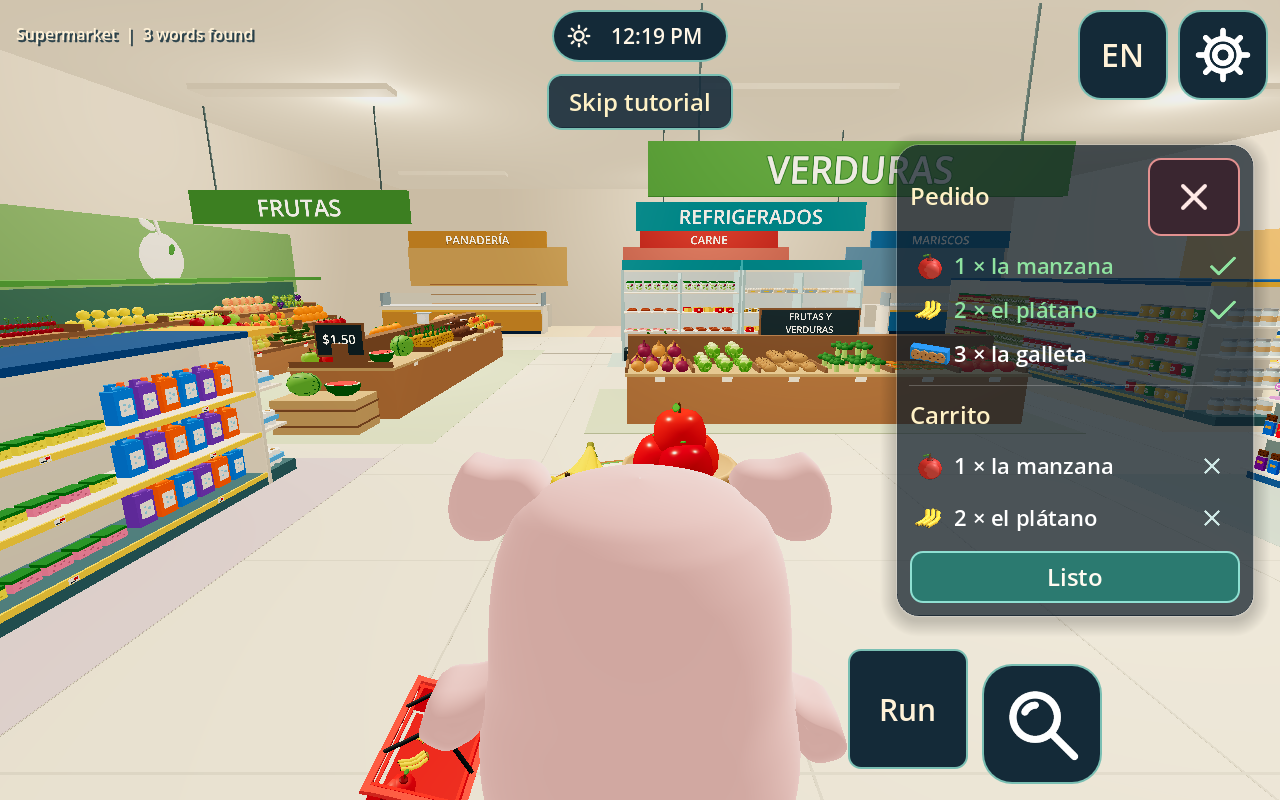 Supermarket | 3 words found
12:19 PM
Skip tutorial
EN
VERDURAS
FRUTAS
REFRIGERADOS
PANADERÍA
CARNE
MARISCOS
Pedido
1 × la manzana
2 × el plátano
3 × la galleta
FRUTAS Y
VERDURAS
$1.50
Carrito
1 × la manzana
2 × el plátano
Listo
Run